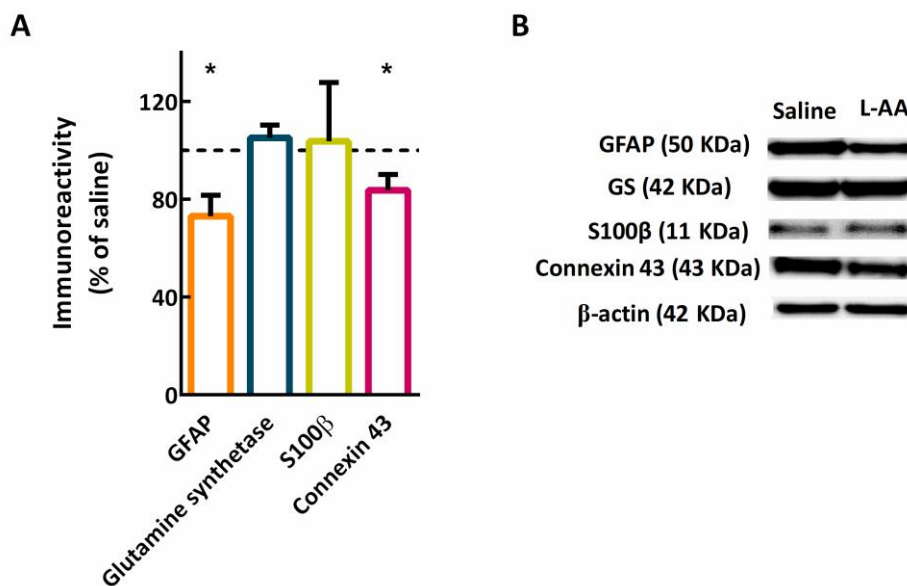 A
Immunoreactivity
(% of saline)
120
80
40
0
*
*
GFAP
Glutamine synthetase
S100β
Connexin 43
B
Saline L-AA
GFAP (50 KDa)
GS (42 KDa)
S100β (11 KDa)
Connexin 43 (43 KDa)
β-actin (42 KDa)